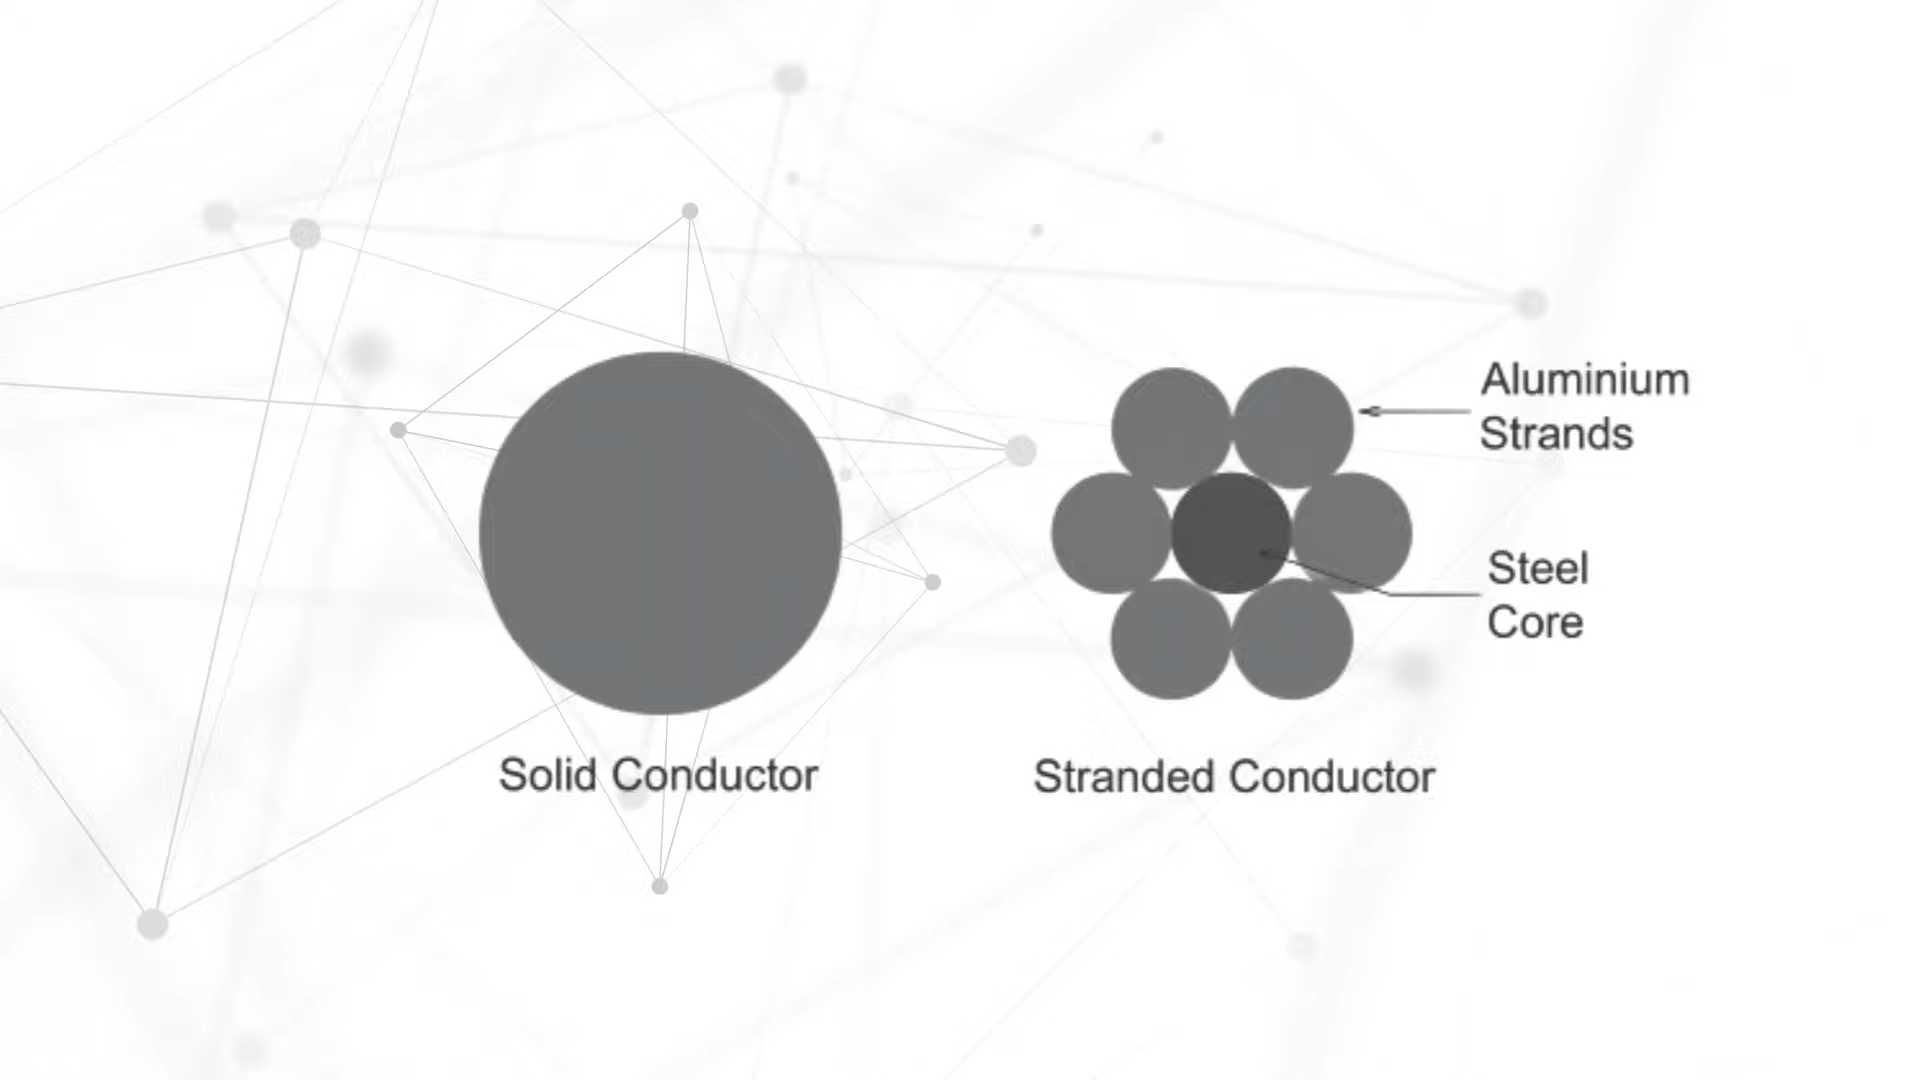 Aluminium
Strands
Steel
Core
Solid Conductor
Stranded Conductor